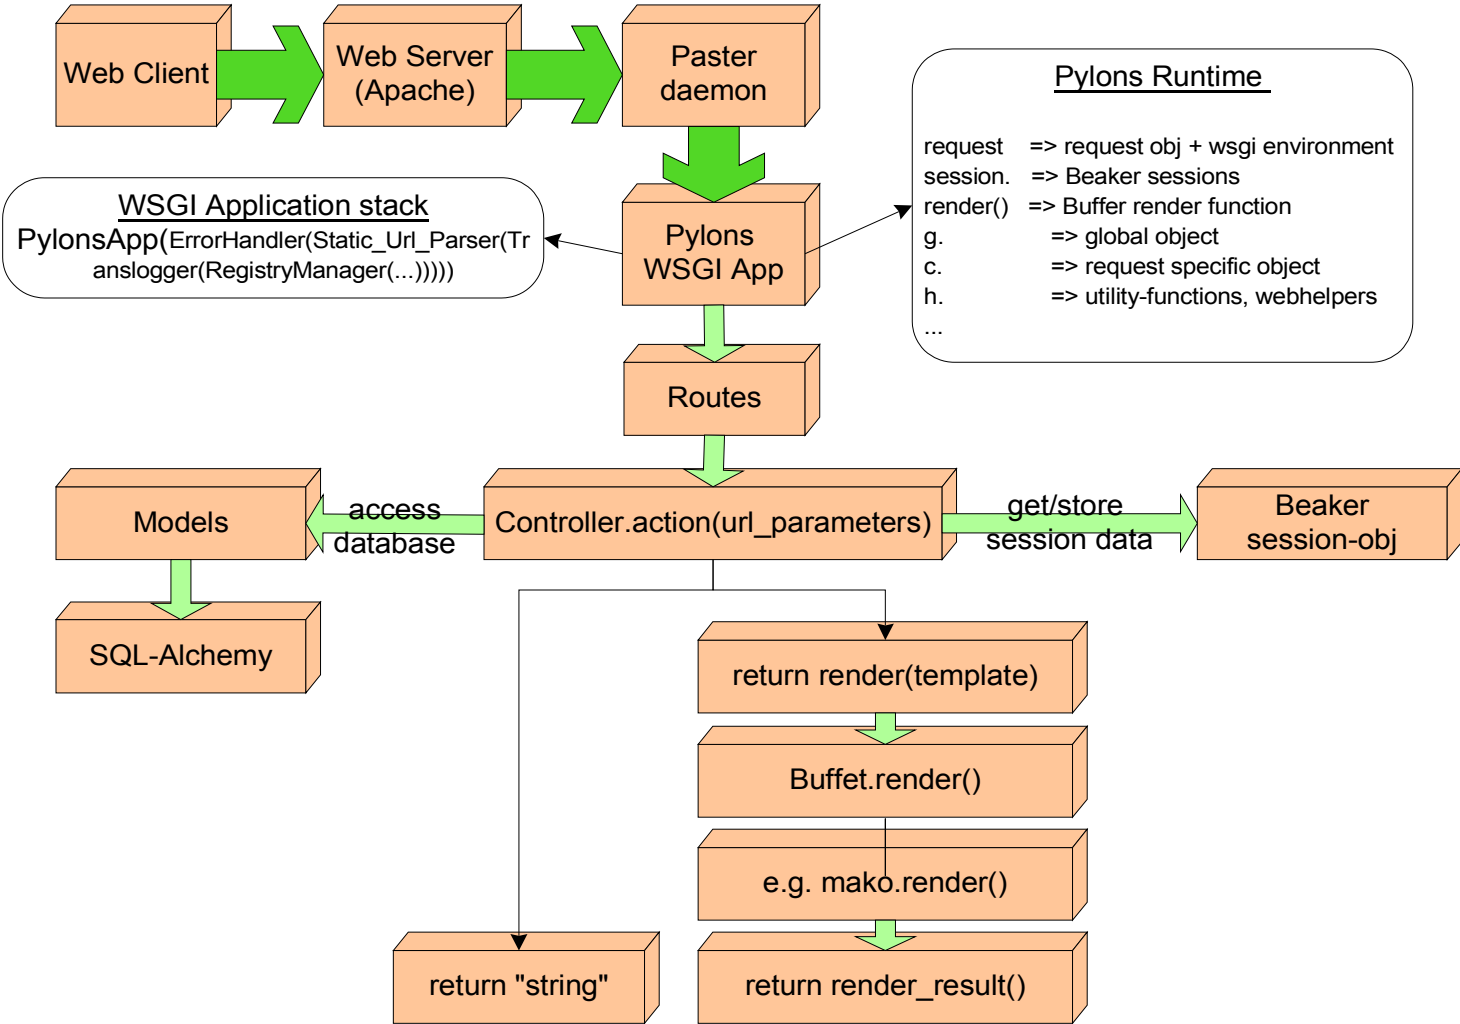 Web Client
Web Server
(Apache)
Paster
daemon
Pylons Runtime
request => request obj + wsgi environment
session. => Beaker sessions
render() => Buffer render function
g. => global object
c. => request specific object
h. => utility-functions, webhelpers
...
WSGI Application stack
PylonsApp(ErrorHandler(Static_Url_Parser(Tr
anslogger(RegistryManager(...)))))
Pylons
WSGI App
Routes
Models
access
database
Controller.action(url_parameters)
get/store
session data
Beaker
session-obj
SQL-Alchemy
return render(template)
Buffet.render()
e.g. mako.render()
return "string"
return render_result()